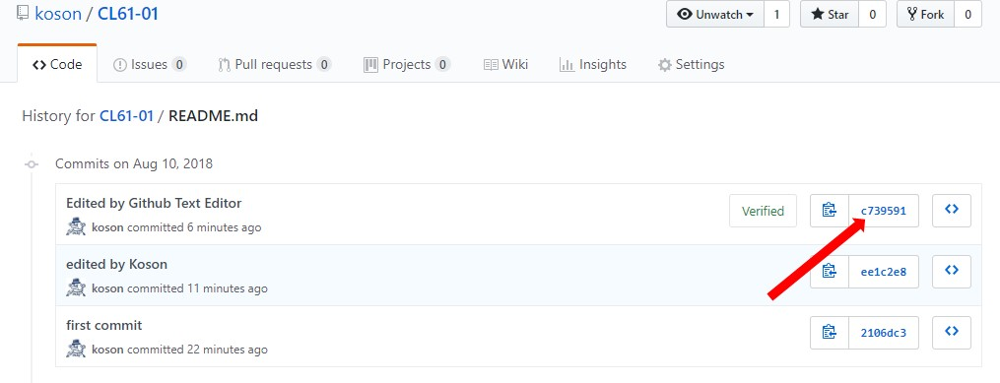 koson / CL61-01
Unwatch 1 Star 0 Fork 0
Code Issues 0 Pull requests 0 Projects 0 Wiki Insights Settings
History for CL61-01 / README.md
Commits on Aug 10, 2018
Edited by Github Text Editor
koson committed 6 minutes ago
Verified c739591
edited by Koson
koson committed 11 minutes ago
ee1c2e8
first commit
koson committed 22 minutes ago
2106dc3